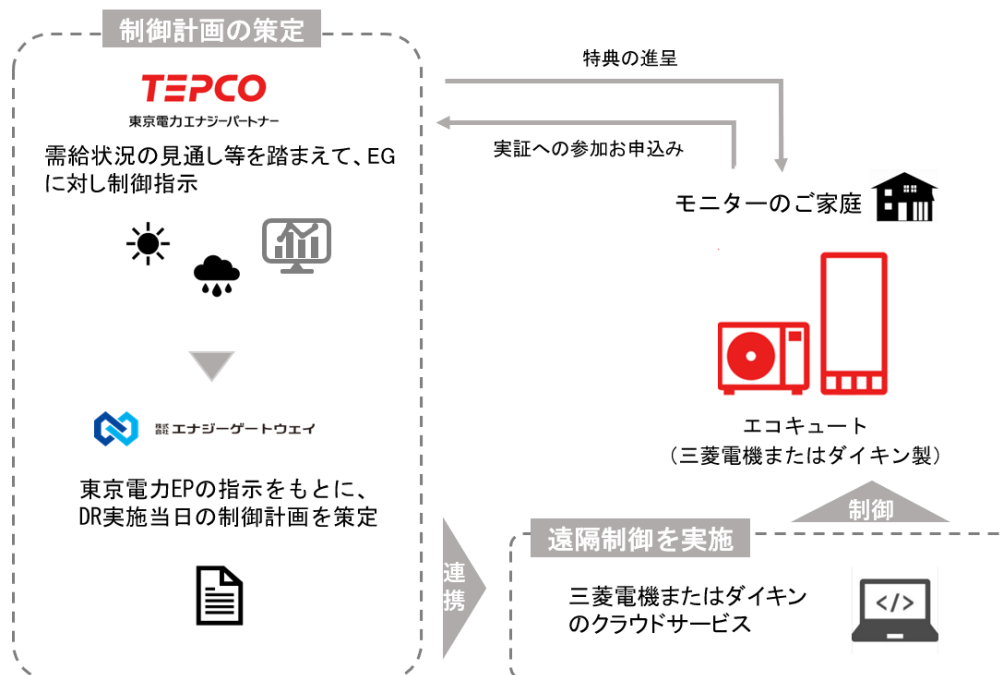 制御計画の策定
TEPCO
東京電力エナジーパートナー
需給状況の見通し等を踏まえて、EG
に対し制御指示
株式会社エナジーゲートウェイ
東京電力EPの指示をもとに、
DR実施当日の制御計画を策定
連携
特典の進呈
実証への参加お申込み
モニターのご家庭
エコキュート
（三菱電機またはダイキン製）
制御
遠隔制御を実施
三菱電機またはダイキン
のクラウドサービス
</>